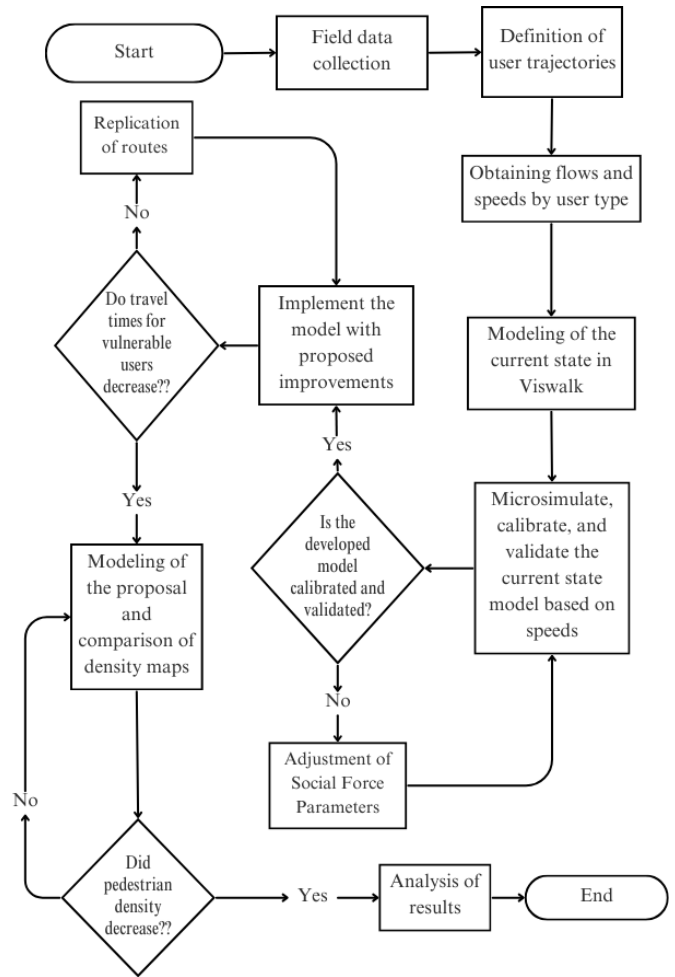 Start
Field data
collection
Definition of
user trajectories
Replication
of routes
Obtaining flows and
speeds by user type
No
Do travel
times for
vulnerable
users
decrease??
Implement the
model with
proposed
improvements
Modeling of the
current state in
Viswalk
Yes
Yes
Is the
developed
model
calibrated and
validated?
Microsimulate,
calibrate, and
validate the
current state
model based on
speeds
Modeling of
the proposal
and
comparison of
density maps
No
Adjustment of
Social Force
Parameters
No
Did
pedestrian
density
decrease??
Yes
Analysis of
results
End